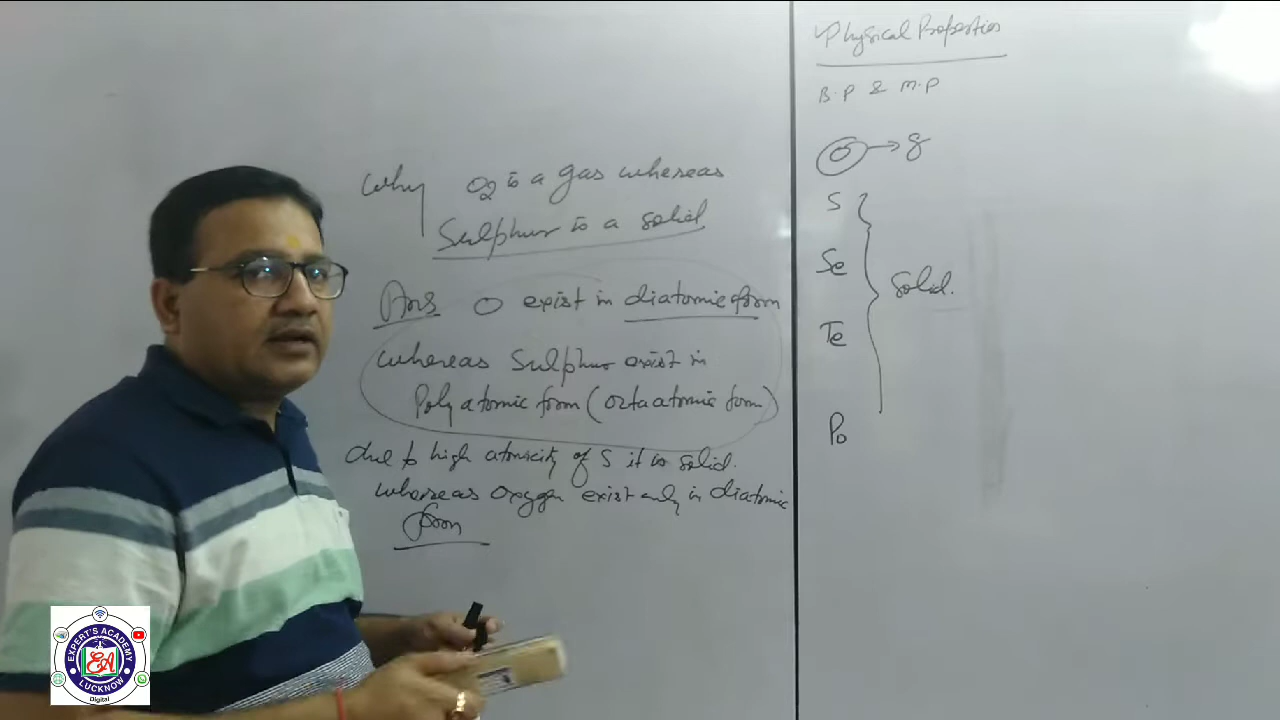 Why O2 is a gas whereas
Sulphur is a solid
Ans O exist in diatomic form
whereas Sulphur exist in
Polyatomic form (octaatomic form)
due to high atomicity of S it is solid.
whereas oxygen exist only in diatomic
form
Physical Properties
B.P & M.P
O → g
S
Se
Te
Po
Solid.
EXPERT'S ACADEMY
EA
LUCKNOW
Digital